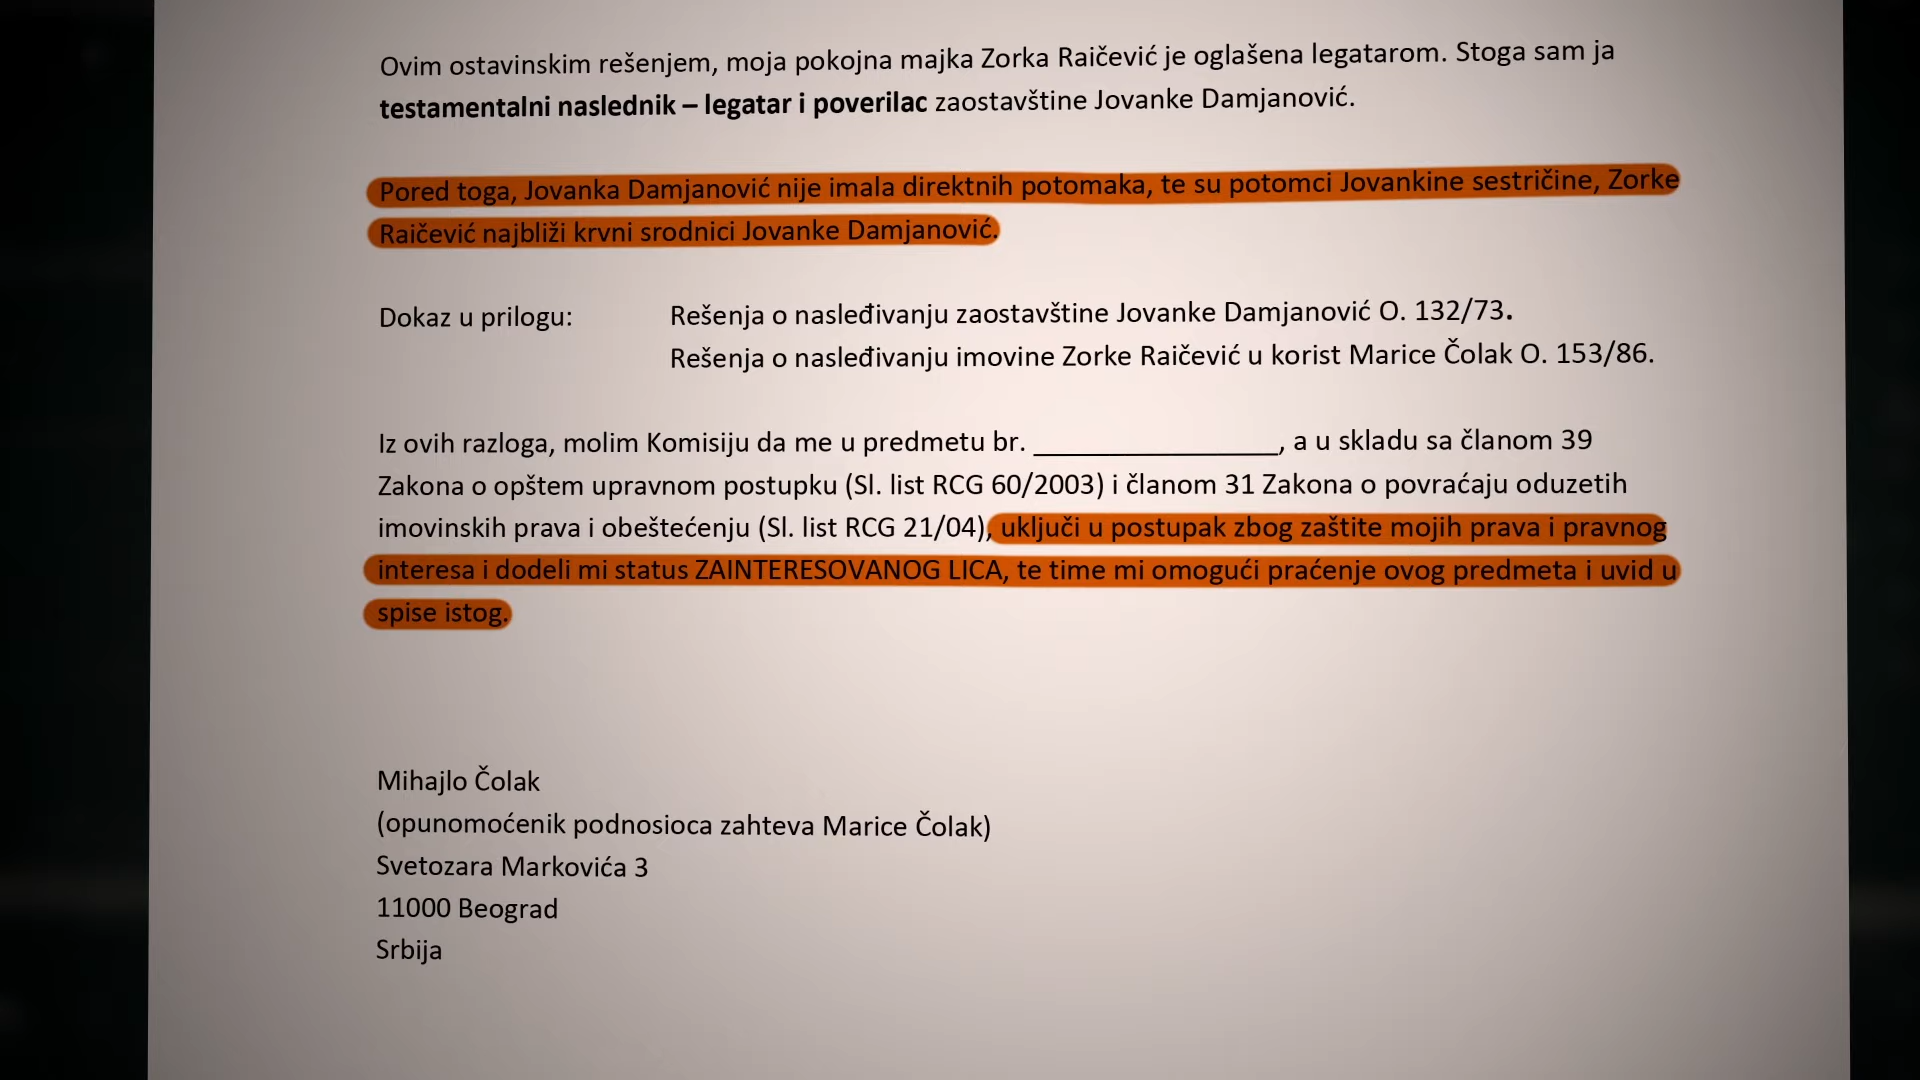 Ovim ostavinskim rešenjem, moja pokojna majka Zorka Raičević je oglašena legatarom. Stoga sam ja
testamentalni naslednik – legatar i poverilac zaostavštine Jovanke Damjanović.
Pored toga, Jovanka Damjanović nije imala direktnih potomaka, te su potomci Jovankine sestričine, Zorke
Raičević najbliži krvni srodnici Jovanke Damjanović.
Dokaz u prilogu: Rešenja o nasleđivanju zaostavštine Jovanke Damjanović O. 132/73.
Rešenja o nasleđivanju imovine Zorke Raičević u korist Marice Čolak O. 153/86.
Iz ovih razloga, molim Komisiju da me u predmetu br. _________________, a u skladu sa članom 39
Zakona o opštem upravnom postupku (Sl. list RCG 60/2003) i članom 31 Zakona o povraćaju oduzetih
imovinskih prava i obeštećenju (Sl. list RCG 21/04), uključi u postupak zbog zaštite mojih prava i pravnog
interesa i dodeli mi status ZAINTERESOVANOG LICA, te time mi omogući praćenje ovog predmeta i uvid u
spise istog.
Mihajlo Čolak
(opunomoćenik podnosioca zahteva Marice Čolak)
Svetozara Markovića 3
11000 Beograd
Srbija